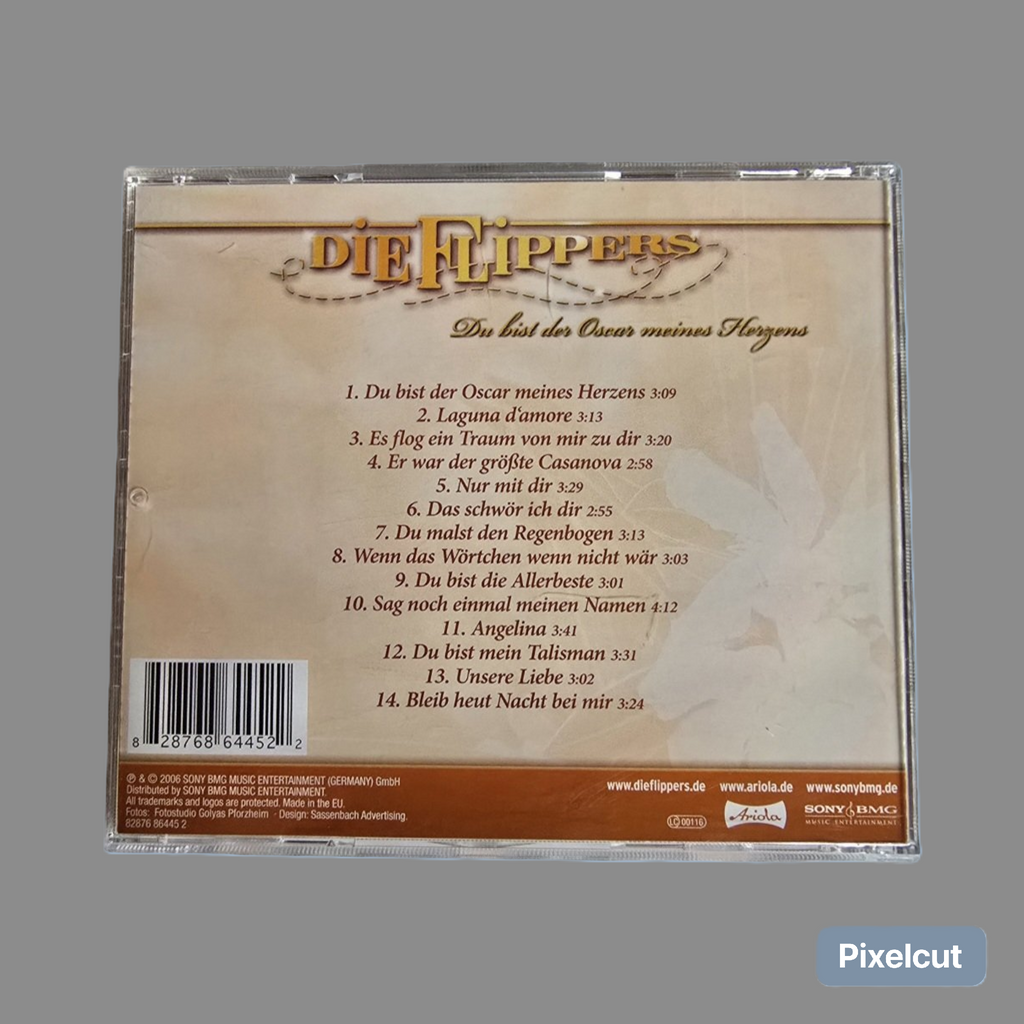 DIE FLIPPERS
Du bist der Oscar meines Herzens
1. Du bist der Oscar meines Herzens 3:09
2. Laguna d‘amore 3:13
3. Es flog ein Traum von mir zu dir 3:20
4. Er war der größte Casanova 2:58
5. Nur mit dir 3:29
6. Das schwör ich dir 2:55
7. Du malst den Regenbogen 3:13
8. Wenn das Wörtchen wenn nicht wär 3:03
9. Du bist die Allerbeste 3:01
10. Sag noch einmal meinen Namen 4:12
11. Angelina 3:41
12. Du bist mein Talisman 3:31
13. Unsere Liebe 3:02
14. Bleib heut Nacht bei mir 3:24
8 28768 64452 2
℗ & © 2006 SONY BMG MUSIC ENTERTAINMENT (GERMANY) GmbH
Distributed by SONY BMG MUSIC ENTERTAINMENT.
All trademarks and logos are protected. Made in the EU.
Fotos: Fotostudio Golyas Pforzheim · Design: Sassenbach Advertising.
82876 86445 2
www.dieflippers.de www.ariola.de www.sonybmg.de
LC 00116 Ariola SONY BMG
MUSIC ENTERTAINMENT
Pixelcut